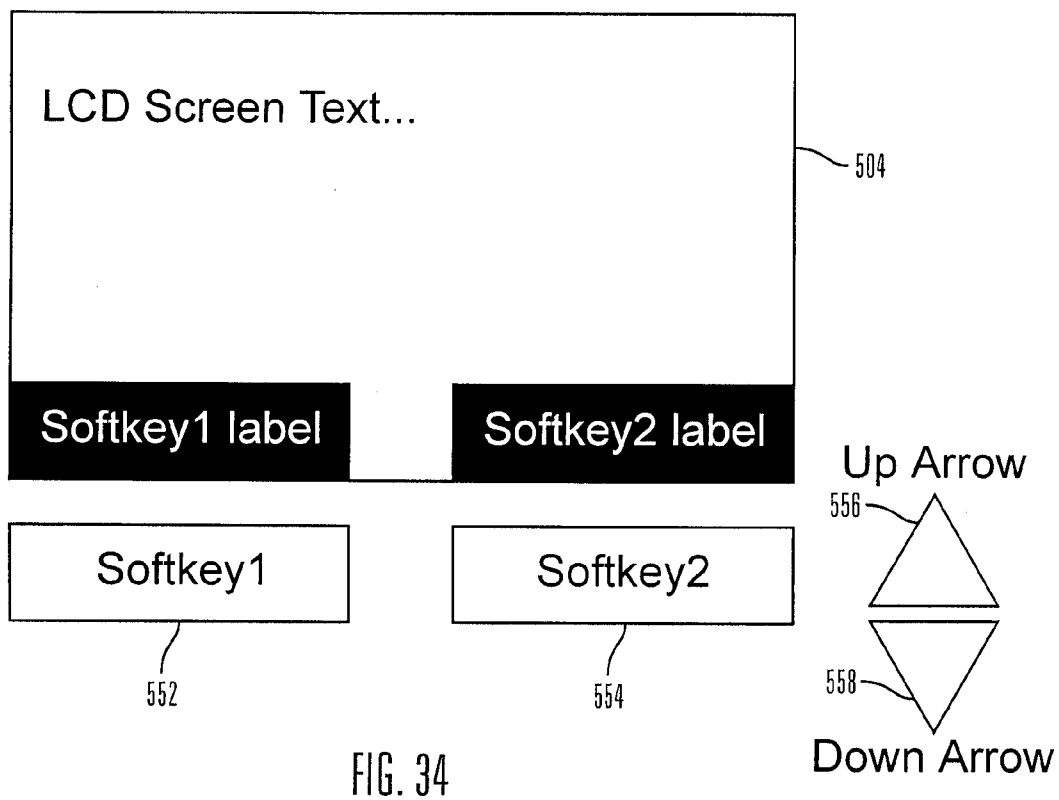 LCD Screen Text...
504
Softkey1 label
Softkey2 label
Up Arrow
556
Softkey1
Softkey2
552
554
558
Down Arrow
FIG. 34